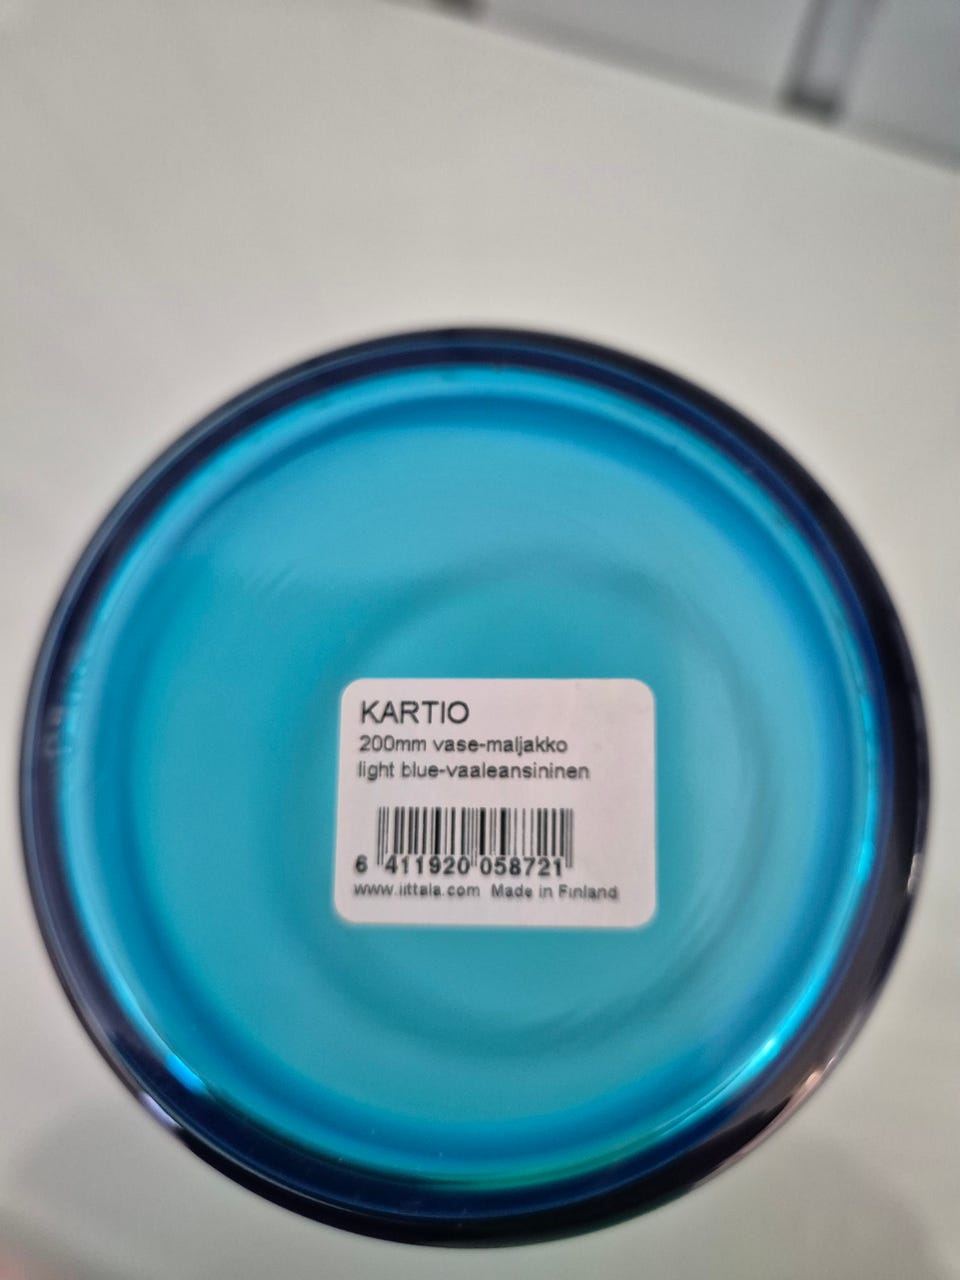 KARTIO
200mm vase-maljakko
light blue-vaaleansininen
6 411920 058721
www.iittala.com Made in Finland